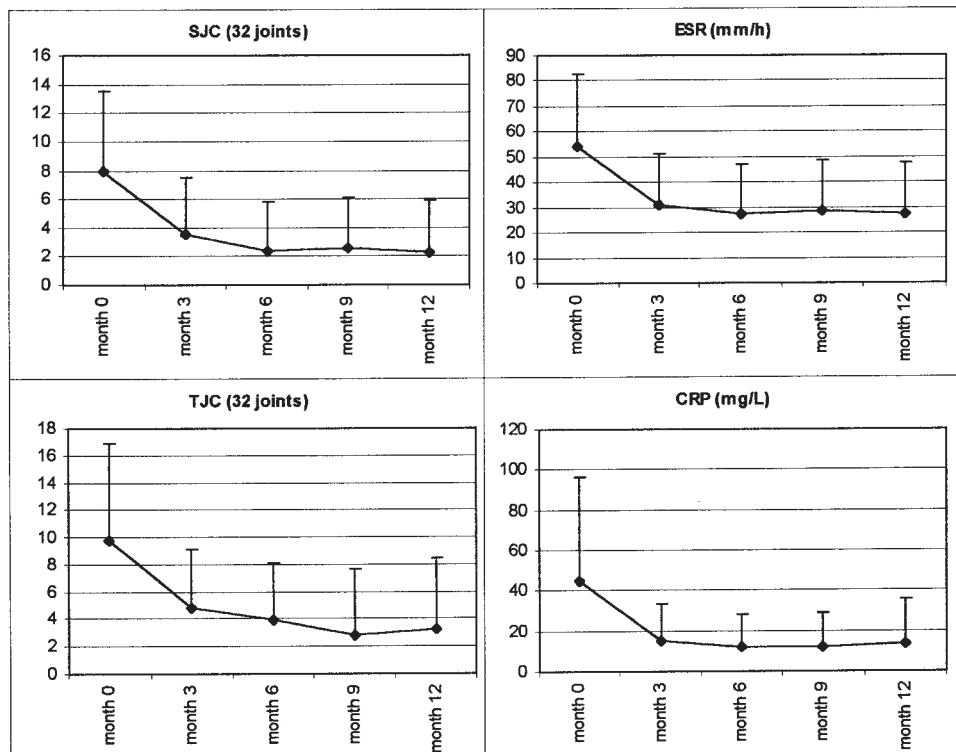 SJC (32 joints)
16
14
12
10
8
6
4
2
0
month 0
month 3
month 6
month 9
month 12
ESR (mm/h)
90
80
70
60
50
40
30
20
10
0
month 0
month 3
month 6
month 9
month 12
TJC (32 joints)
18
16
14
12
10
8
6
4
2
0
month 0
month 3
month 6
month 9
month 12
CRP (mg/L)
120
100
80
60
40
20
0
month 0
month 3
month 6
month 9
month 12